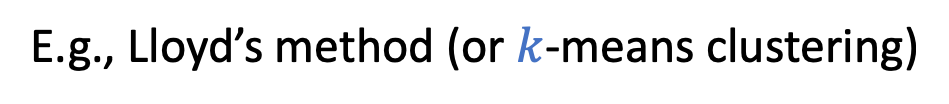 E.g., Lloyd’s method (or k-means clustering)